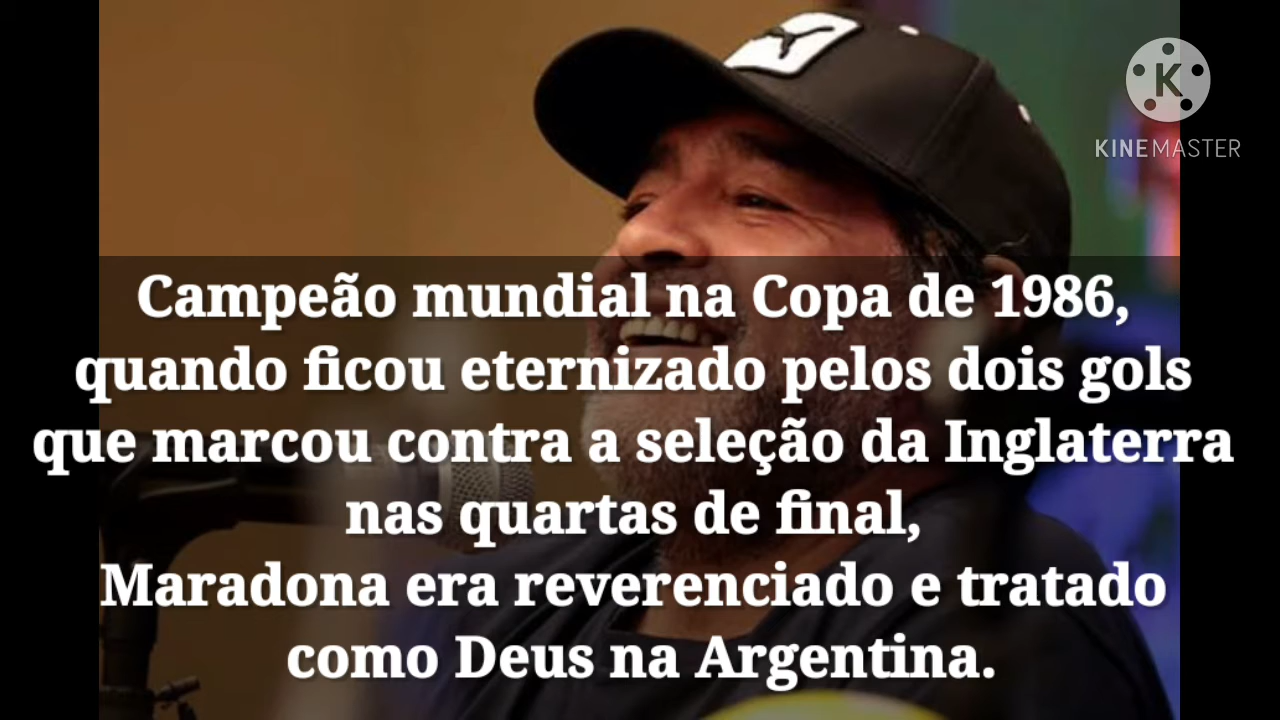 K
KINEMASTER
Campeão mundial na Copa de 1986,
quando ficou eternizado pelos dois gols
que marcou contra a seleção da Inglaterra
nas quartas de final,
Maradona era reverenciado e tratado
como Deus na Argentina.